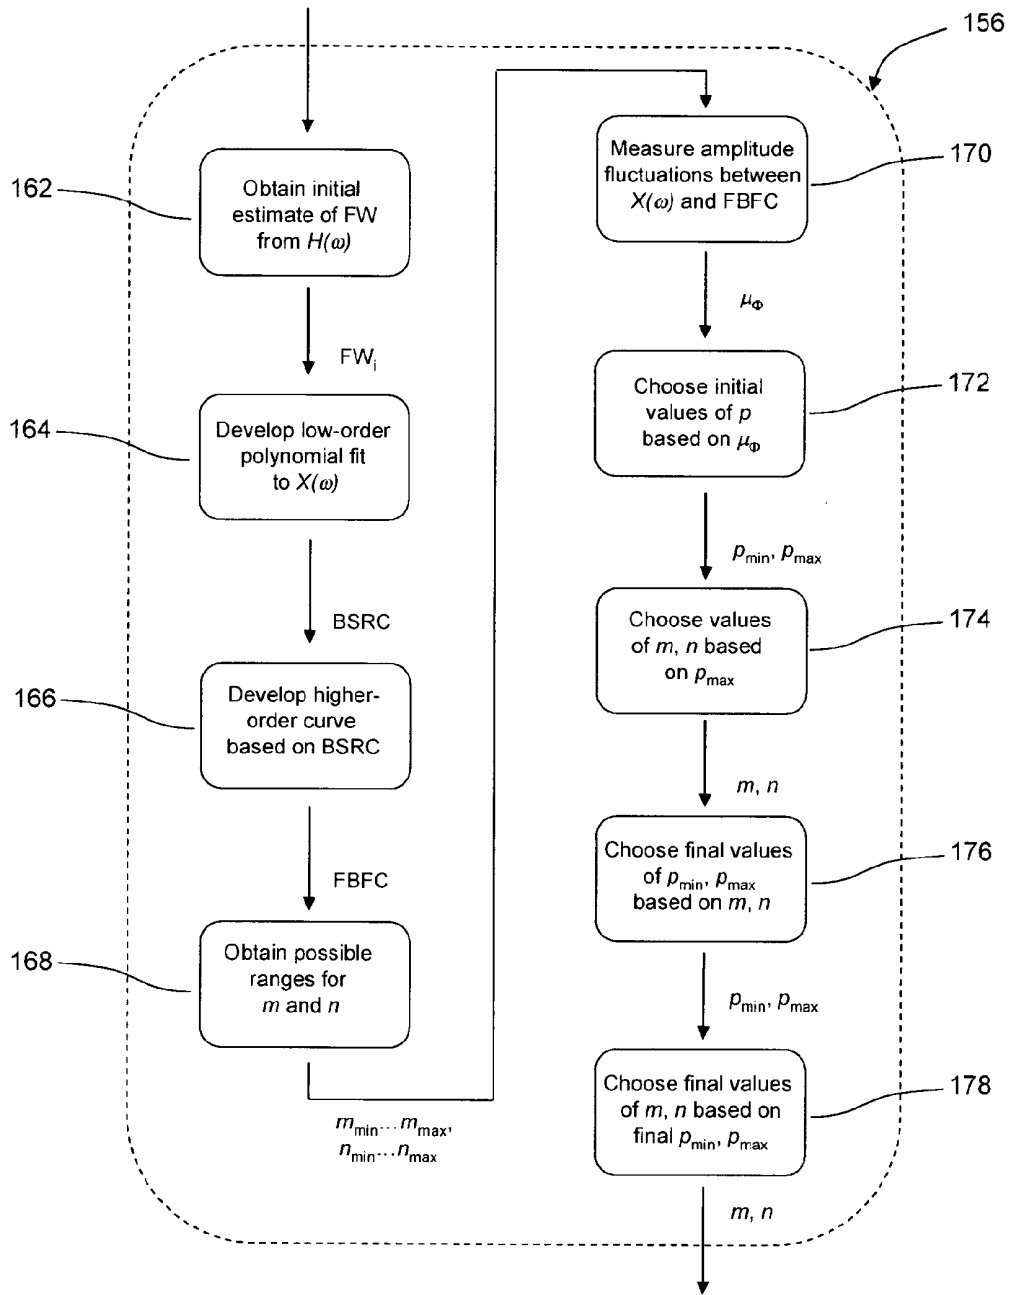 156
162
Obtain initial
estimate of FW
from H(ω)
FWi
164
Develop low-order
polynomial fit
to X(ω)
BSRC
166
Develop higher-
order curve
based on BSRC
FBFC
168
Obtain possible
ranges for
m and n
mmin...mmax,
nmin...nmax
Measure amplitude
fluctuations between
X(ω) and FBFC
170
μΦ
Choose initial
values of p
based on μΦ
172
pmin, pmax
Choose values
of m, n based
on pmax
174
m, n
Choose final values
of pmin, pmax
based on m, n
176
pmin, pmax
Choose final values
of m, n based on
final pmin, pmax
178
m, n